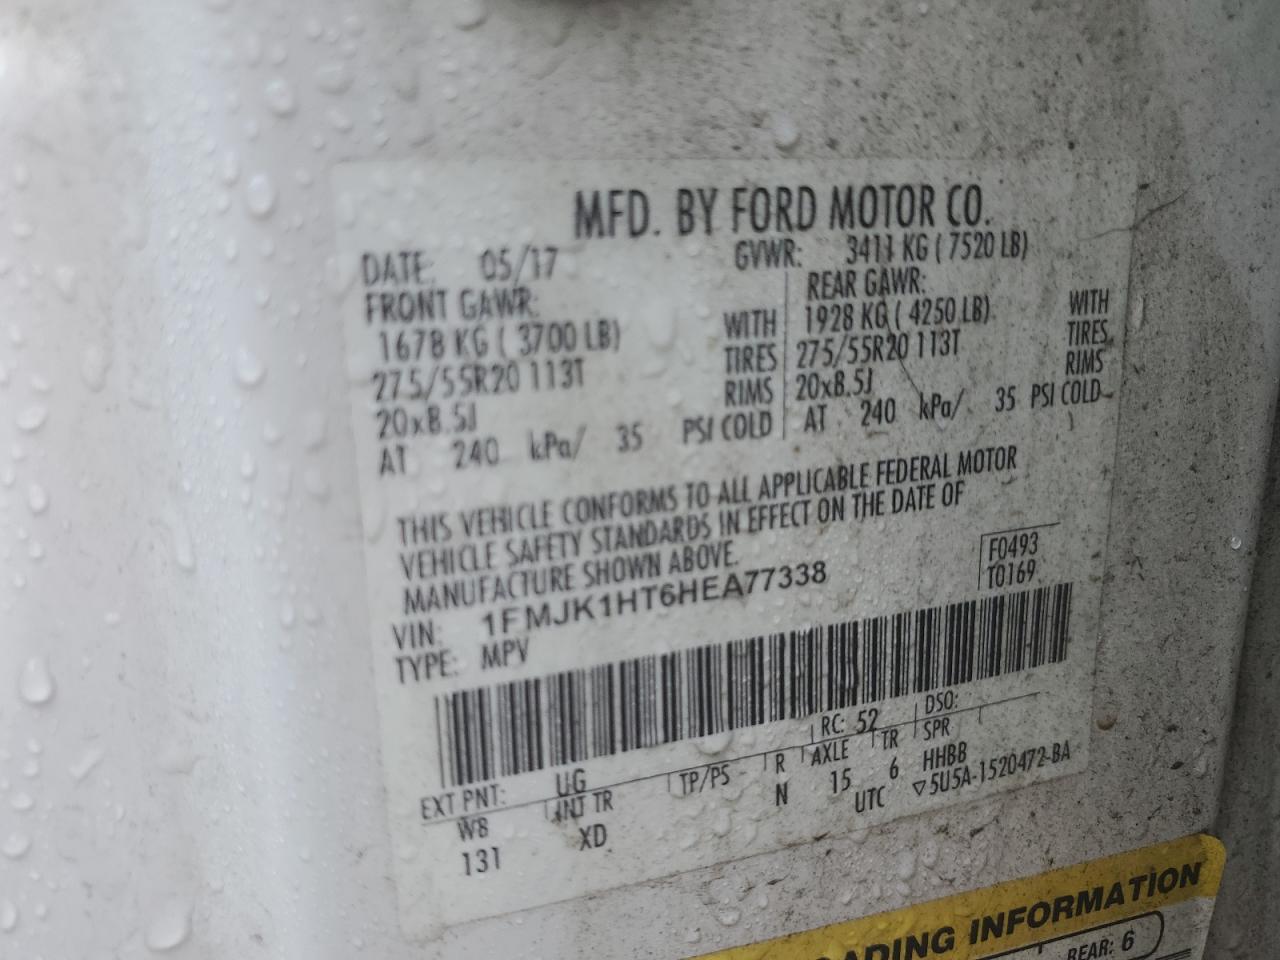 MFD. BY FORD MOTOR CO.
DATE: 05/17 GVWR: 3411 KG ( 7520 LB)
FRONT GAWR: REAR GAWR:
1678 KG ( 3700 LB) WITH 1928 KG ( 4250 LB) WITH
275/55R20 113T TIRES 275/55R20 113T TIRES
20x8.5J RIMS 20x8.5J RIMS
AT 240 kPa/ 35 PSI COLD AT 240 kPa/ 35 PSI COLD
THIS VEHICLE CONFORMS TO ALL APPLICABLE FEDERAL MOTOR
VEHICLE SAFETY STANDARDS IN EFFECT ON THE DATE OF
MANUFACTURE SHOWN ABOVE.
VIN: 1FMJK1HT6HEA77338 F0493
TYPE: MPV T0169
EXT PNT: UG RC: 52 DSO:
W8 INT TR TP/PS R AXLE TR SPR
131 XD N 15 6 HHBB
UTC ▽5U5A-1520472-BA
ADING INFORMATION
REAR: 6